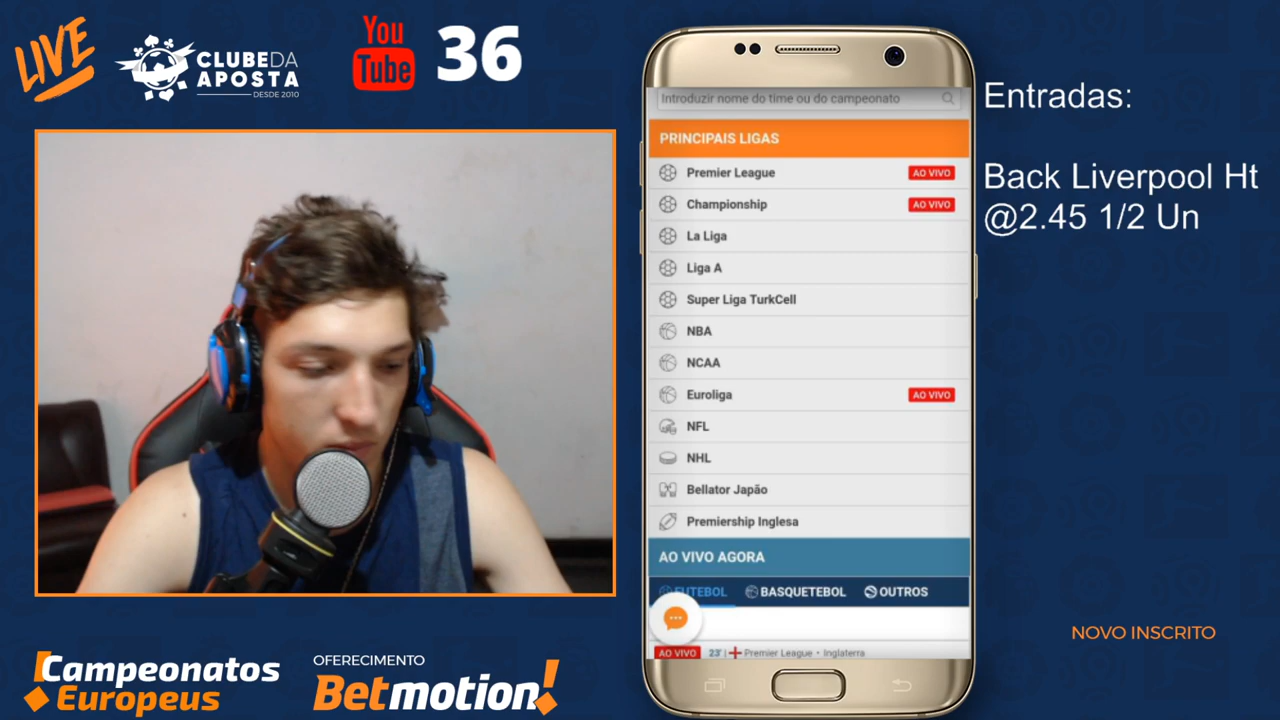 LIVE
CLUBEDA
APOSTA
DESDE 2010
You
Tube
36
Introduzir nome do time ou do campeonato
PRINCIPAIS LIGAS
Premier League AO VIVO
Championship AO VIVO
La Liga
Liga A
Super Liga TurkCell
NBA
NCAA
Euroliga AO VIVO
NFL
NHL
Bellator Japão
Premiership Inglesa
AO VIVO AGORA
FUTEBOL BASQUETEBOL OUTROS
AO VIVO 23' Premier League • Inglaterra
Entradas:
Back Liverpool Ht
@2.45 1/2 Un
NOVO INSCRITO
Campeonatos
Europeus
OFERECIMENTO
Betmotion!